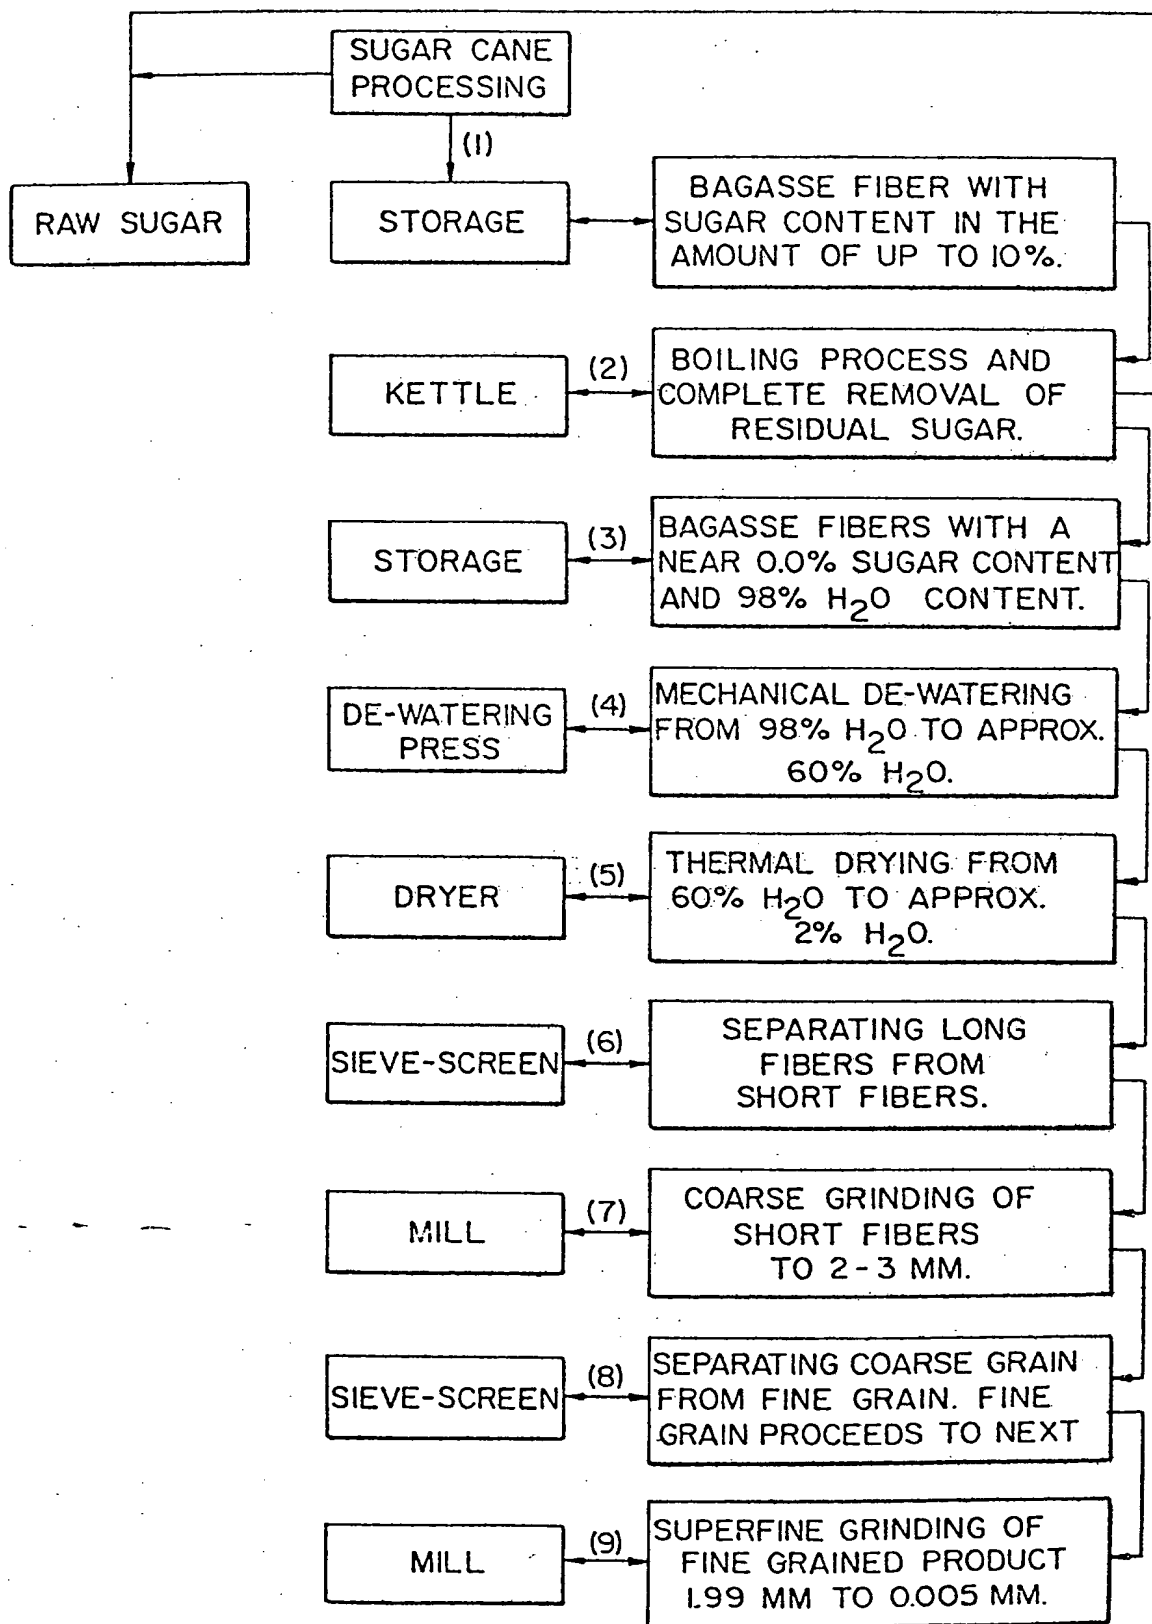 SUGAR CANE
PROCESSING
(1)
RAW SUGAR
STORAGE
BAGASSE FIBER WITH
SUGAR CONTENT IN THE
AMOUNT OF UP TO 10%.
KETTLE
(2)
BOILING PROCESS AND
COMPLETE REMOVAL OF
RESIDUAL SUGAR.
STORAGE
(3)
BAGASSE FIBERS WITH A
NEAR 0.0% SUGAR CONTENT
AND 98% H2O CONTENT.
DE-WATERING
PRESS
(4)
MECHANICAL DE-WATERING
FROM 98% H2O TO APPROX.
60% H2O.
DRYER
(5)
THERMAL DRYING FROM
60% H2O TO APPROX.
2% H2O.
SIEVE-SCREEN
(6)
SEPARATING LONG
FIBERS FROM
SHORT FIBERS.
MILL
(7)
COARSE GRINDING OF
SHORT FIBERS
TO 2-3 MM.
SIEVE-SCREEN
(8)
SEPARATING COARSE GRAIN
FROM FINE GRAIN. FINE
GRAIN PROCEEDS TO NEXT
MILL
(9)
SUPERFINE GRINDING OF
FINE GRAINED PRODUCT
1.99 MM TO 0.005 MM.